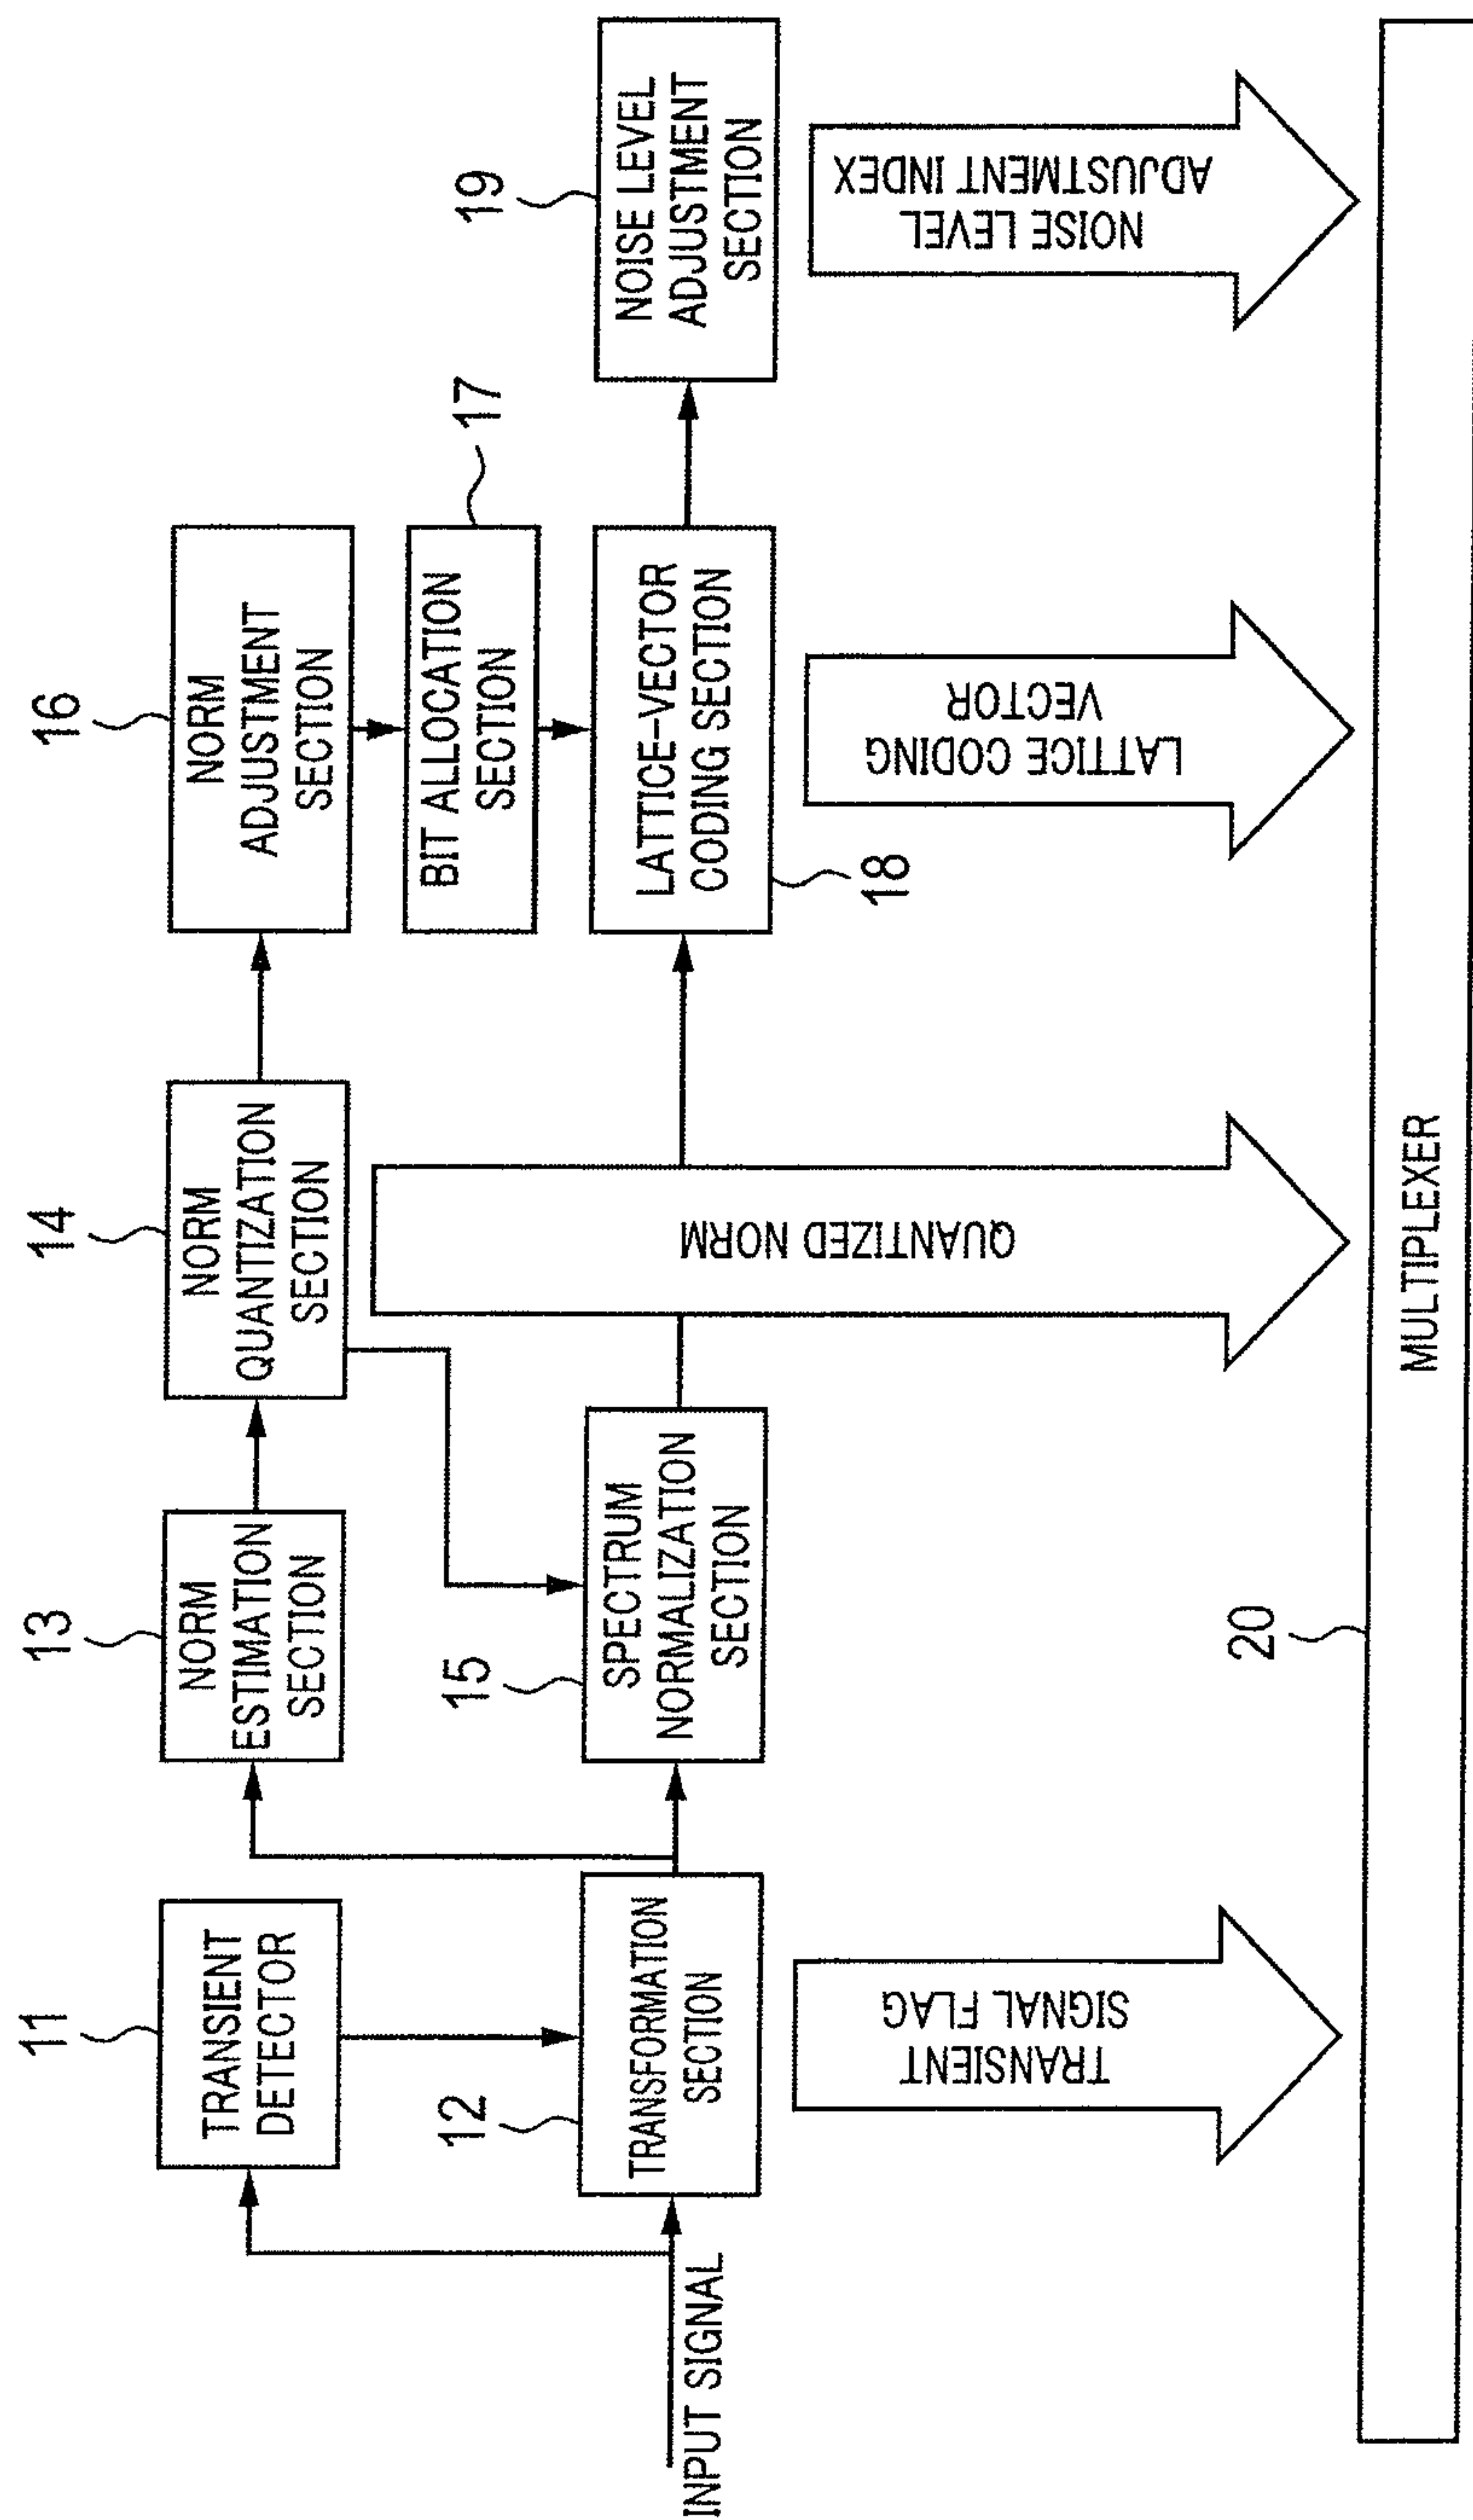 11
TRANSIENT
DETECTOR
13
NORM
ESTIMATION
SECTION
14
NORM
QUANTIZATION
SECTION
16
NORM
ADJUSTMENT
SECTION
17
BIT ALLOCATION
SECTION
INPUT SIGNAL
12
TRANSFORMATION
SECTION
15
SPECTRUM
NORMALIZATION
SECTION
LATTICE-VECTOR
CODING SECTION
18
19
NOISE LEVEL
ADJUSTMENT
SECTION
TRANSIENT
SIGNAL FLAG
QUANTIZED NORM
LATTICE CODING
VECTOR
NOISE LEVEL
ADJUSTMENT INDEX
20
MULTIPLEXER